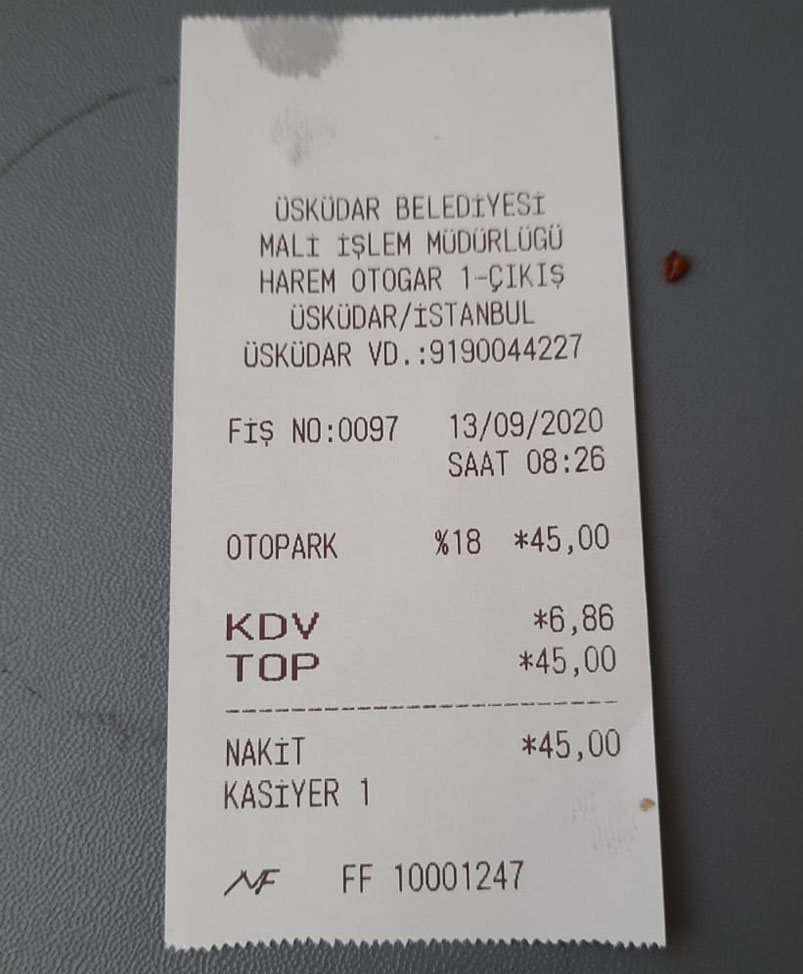 ÜSKÜDAR BELEDİYESİ
MALİ İŞLEM MÜDÜRLÜĞÜ
HAREM OTOGAR 1-ÇIKIŞ
ÜSKÜDAR/İSTANBUL
ÜSKÜDAR VD.:9190044227
FİŞ NO:0097 13/09/2020
SAAT 08:26
OTOPARK %18 *45,00
KDV *6,86
TOP *45,00
NAKİT *45,00
KASİYER 1
MF FF 10001247